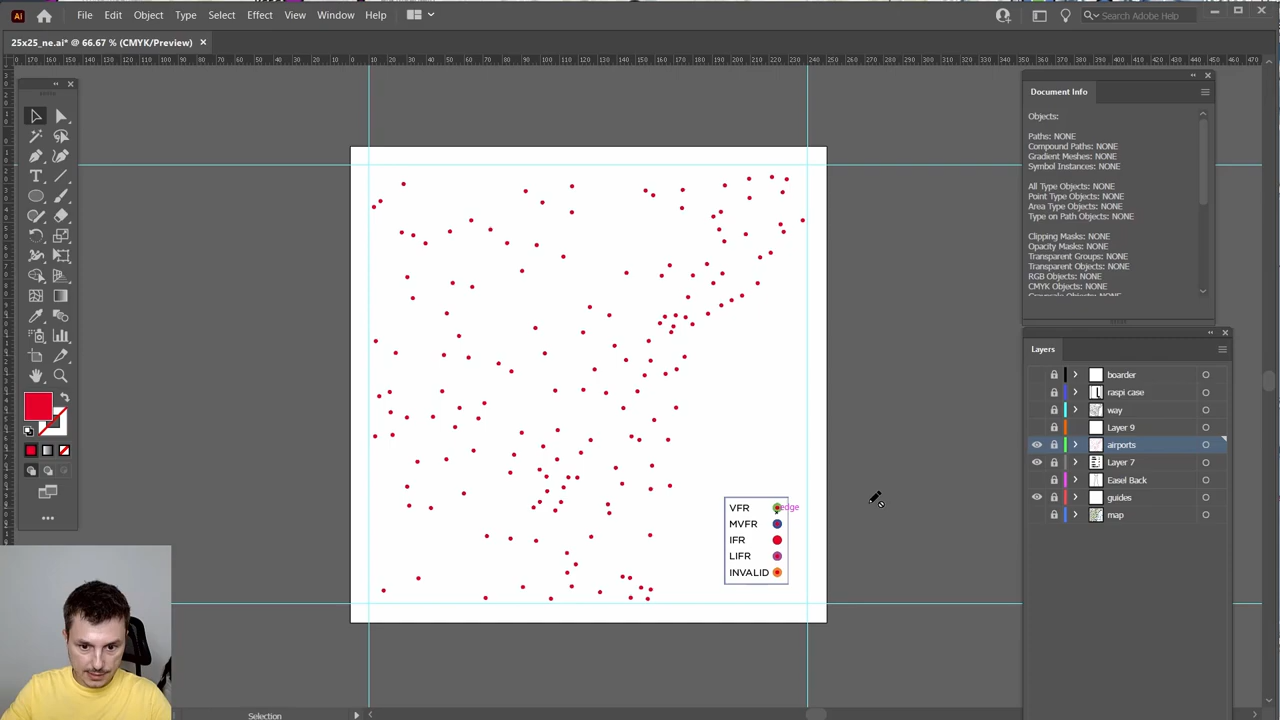 Ai File Edit Object Type Select Effect View Window Help Search Adobe Help
25x25_ne.ai* @ 66.67 % (CMYK/Preview) ×
Document Info
Objects:
Paths: NONE
Compound Paths: NONE
Gradient Meshes: NONE
Symbol Instances: NONE
All Type Objects: NONE
Point Type Objects: NONE
Area Type Objects: NONE
Type on Path Objects: NONE
Clipping Masks: NONE
Opacity Masks: NONE
Transparent Groups: NONE
Transparent Objects: NONE
RGB Objects: NONE
CMYK Objects: NONE
Layers
boarder
raspi case
way
Layer 9
airports
Layer 7
Easel Back
guides
map
VFR
MVFR
IFR
LIFR
INVALID
Selection